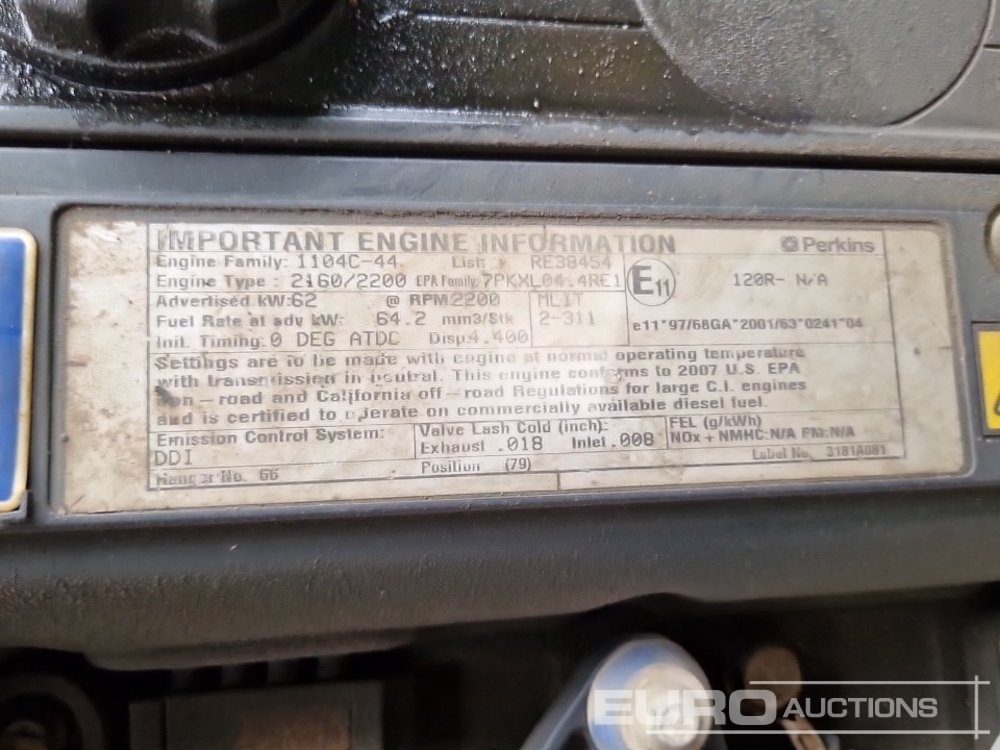 IMPORTANT ENGINE INFORMATION Perkins
Engine Family: 1104C-44. List: RE38454
Engine Type : 2160/2200 EPA Family: 7PKXL04.4RE1 E11 120R- N/A
Advertised kW:62 @ RPM 2200 MLIT
Fuel Rate at adv kW: 64.2 mm3/Stk 2-311 e11*97/68GA*2001/63*0241*04
Init. Timing: 0 DEG ATDC Disp: 4.400
Settings are to be made with engine at normal operating temperature
with transmission in neutral. This engine conforms to 2007 U.S. EPA
non-road and California off-road Regulations for large C.I. engines
and is certified to operate on commercially available diesel fuel.
Emission Control System: Valve Lash Cold (inch): FEL (g/kWh)
DDI Exhaust .018 Inlet .008 NOx + NMHC:N/A PM:N/A
Hanger No. 66 Position (79) Label No. 3181A081
EURO AUCTIONS